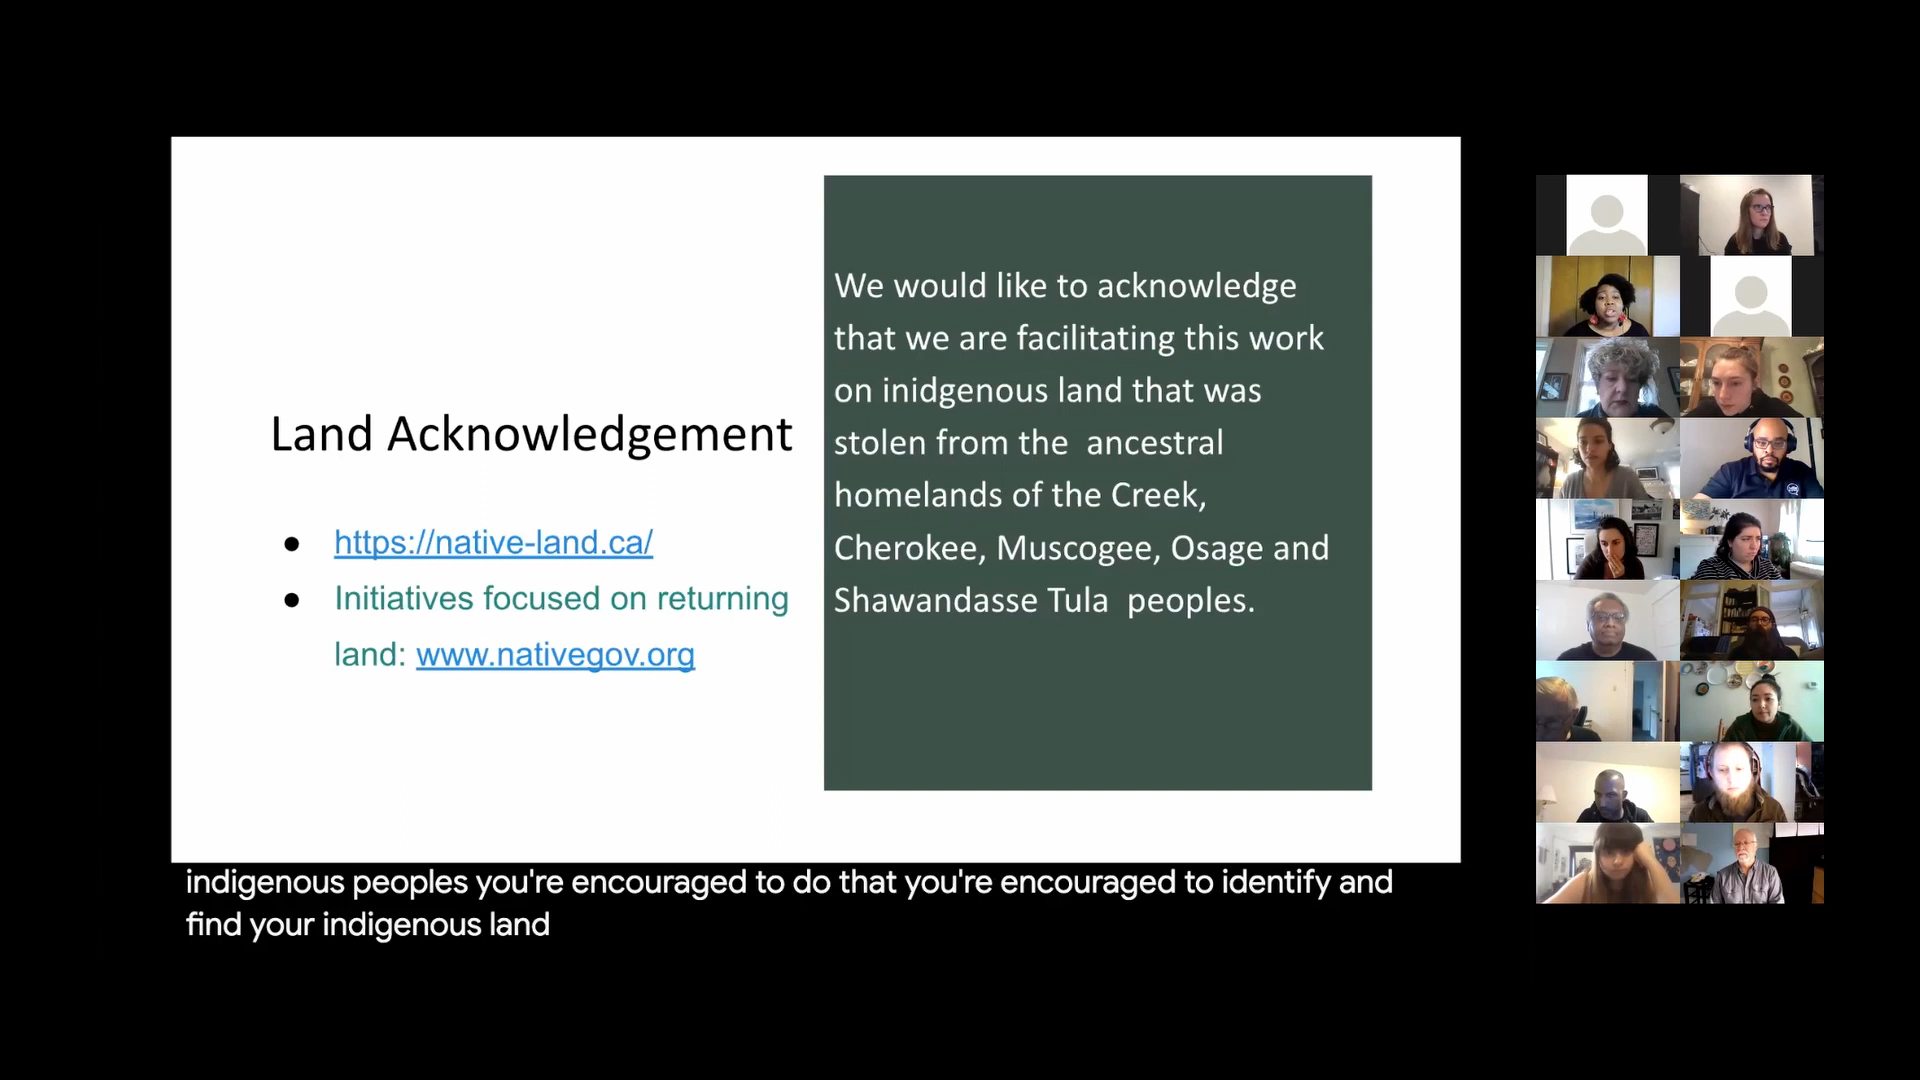 Land Acknowledgement
● https://native-land.ca/
● Initiatives focused on returning
land: www.nativegov.org
We would like to acknowledge
that we are facilitating this work
on inidgenous land that was
stolen from the  ancestral
homelands of the Creek,
Cherokee, Muscogee, Osage and
Shawandasse Tula  peoples.
indigenous peoples you're encouraged to do that you're encouraged to identify and
find your indigenous land